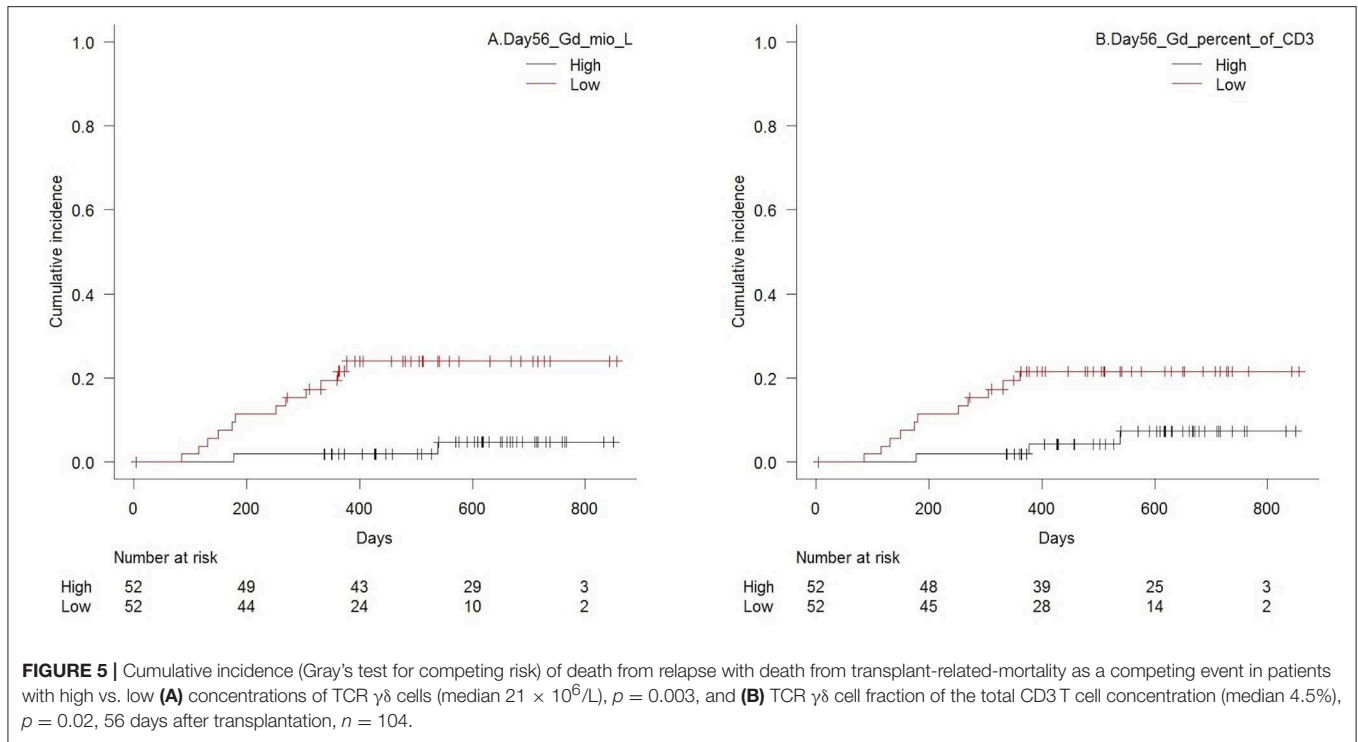 A.Day56_Gd_mio_L
High
Low
1.0
0.8
0.6
0.4
0.2
0.0
Cumulative incidence
0 200 400 600 800
Days
Number at risk
High 52 49 43 29 3
Low 52 44 24 10 2
B.Day56_Gd_percent_of_CD3
High
Low
1.0
0.8
0.6
0.4
0.2
0.0
Cumulative incidence
0 200 400 600 800
Days
Number at risk
High 52 48 39 25 3
Low 52 45 28 14 2
FIGURE 5 | Cumulative incidence (Gray's test for competing risk) of death from relapse with death from transplant-related-mortality as a competing event in patients
with high vs. low (A) concentrations of TCR γδ cells (median 21 × 10⁶/L), p = 0.003, and (B) TCR γδ cell fraction of the total CD3 T cell concentration (median 4.5%),
p = 0.02, 56 days after transplantation, n = 104.